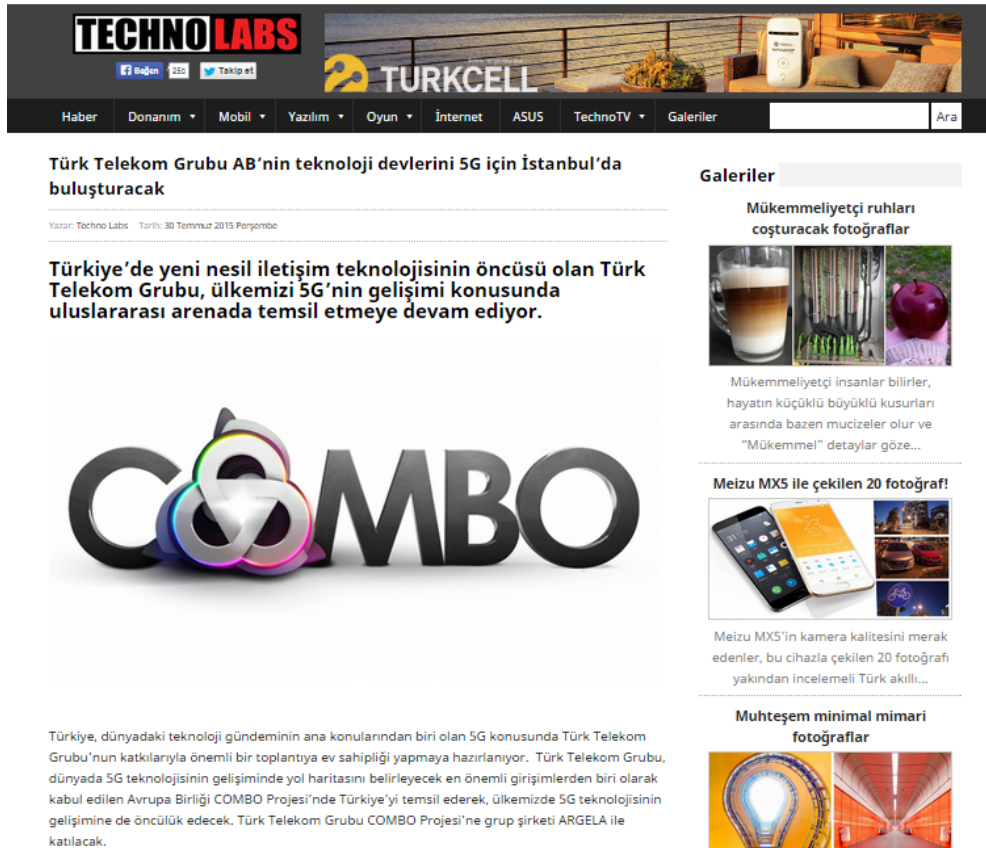 TECHNO LABS
Beğen
Takip et
TURKCELL
Haber
Donanım
Mobil
Yazılım
Oyun
İnternet
ASUS
TechnoTV
Galeriler
Ara
Türk Telekom Grubu AB’nin teknoloji devlerini 5G için İstanbul’da
buluşturacak
Yazar: Techno Labs Tarih: 30 Temmuz 2015 Perşembe
Türkiye’de yeni nesil iletişim teknolojisinin öncüsü olan Türk
Telekom Grubu, ülkemizi 5G’nin gelişimi konusunda
uluslararası arenada temsil etmeye devam ediyor.
COMBO
Türkiye, dünyadaki teknoloji gündeminin ana konularından biri olan 5G konusunda Türk Telekom
Grubu’nun katkılarıyla önemli bir toplantıya ev sahipliği yapmaya hazırlanıyor. Türk Telekom Grubu,
dünyada 5G teknolojisinin gelişiminde yol haritasını belirleyecek en önemli girişimlerden biri olarak
kabul edilen Avrupa Birliği COMBO Projesi’nde Türkiye’yi temsil ederek, ülkemizde 5G teknolojisinin
gelişimine de öncülük edecek. Türk Telekom Grubu COMBO Projesi’ne grup şirketi ARGELA ile
katılacak.
Galeriler
Mükemmeliyetçi ruhları
coşturacak fotoğraflar
Mükemmeliyetçi insanlar bilirler,
hayatın küçüklü büyüklü kusurları
arasında bazen mucizeler olur ve
“Mükemmel” detaylar göze...
Meizu MX5 ile çekilen 20 fotoğraf!
Meizu MX5'in kamera kalitesini merak
edenler, bu cihazla çekilen 20 fotoğrafı
yakından incelemeli Türk akıllı...
Muhteşem minimal mimari
fotoğraflar